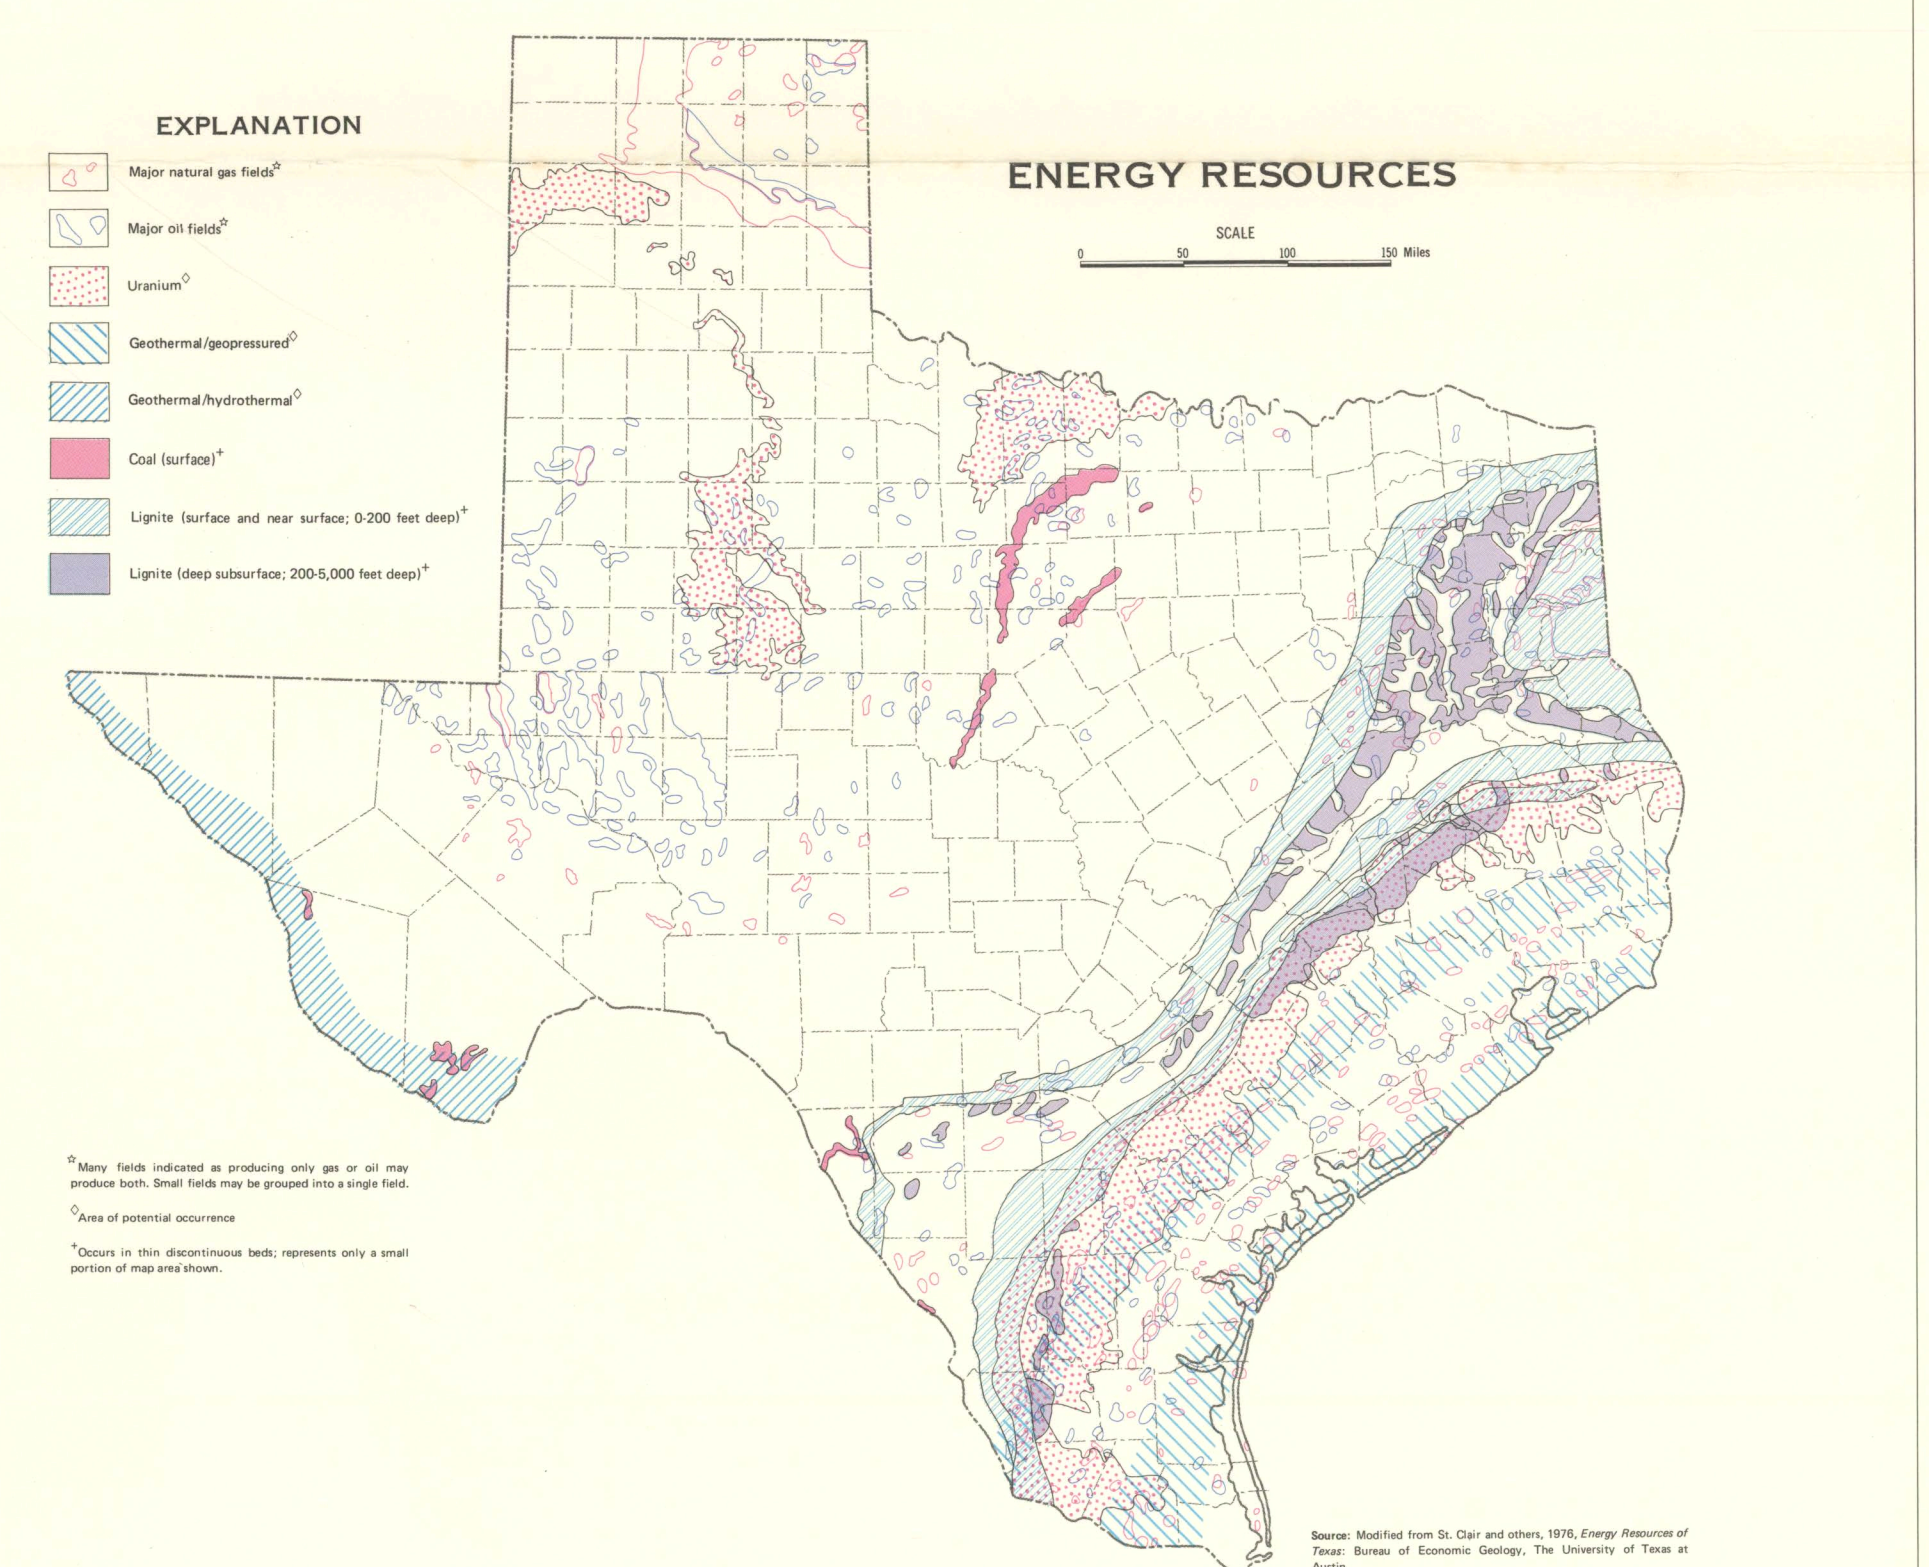 EXPLANATION
Major natural gas fields☆
Major oil fields☆
Uranium◇
Geothermal/geopressured◇
Geothermal/hydrothermal◇
Coal (surface)+
Lignite (surface and near surface; 0-200 feet deep)+
Lignite (deep subsurface; 200-5,000 feet deep)+
ENERGY RESOURCES
SCALE
0 50 100 150 Miles
☆Many fields indicated as producing only gas or oil may
produce both. Small fields may be grouped into a single field.
◇Area of potential occurrence
+Occurs in thin discontinuous beds; represents only a small
portion of map area shown.
Source: Modified from St. Clair and others, 1976, Energy Resources of
Texas: Bureau of Economic Geology, The University of Texas at
Austin